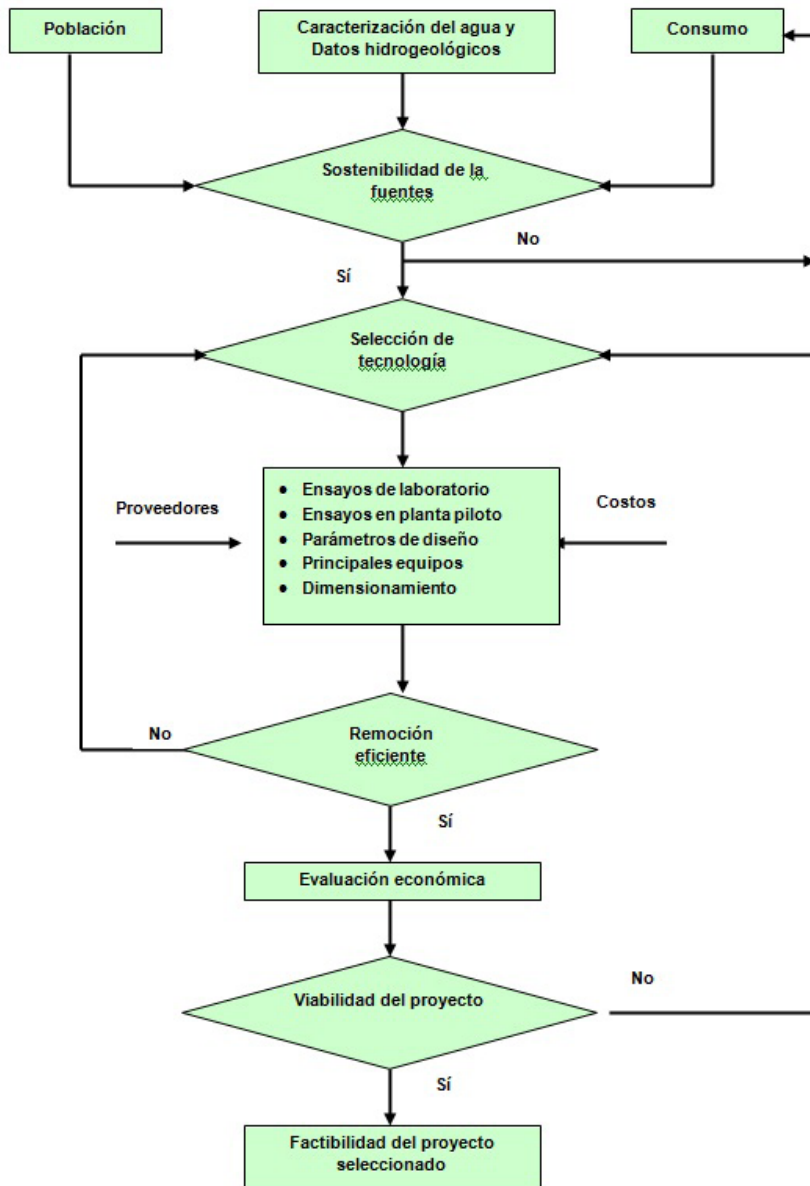 Población
Caracterización del agua y
Datos hidrogeológicos
Consumo
Sostenibilidad de la
fuentes
No
Sí
Selección de
tecnología
Proveedores
● Ensayos de laboratorio
● Ensayos en planta piloto
● Parámetros de diseño
● Principales equipos
● Dimensionamiento
Costos
No
Remoción
eficiente
Sí
Evaluación económica
Viabilidad del proyecto
No
Sí
Factibilidad del proyecto
seleccionado